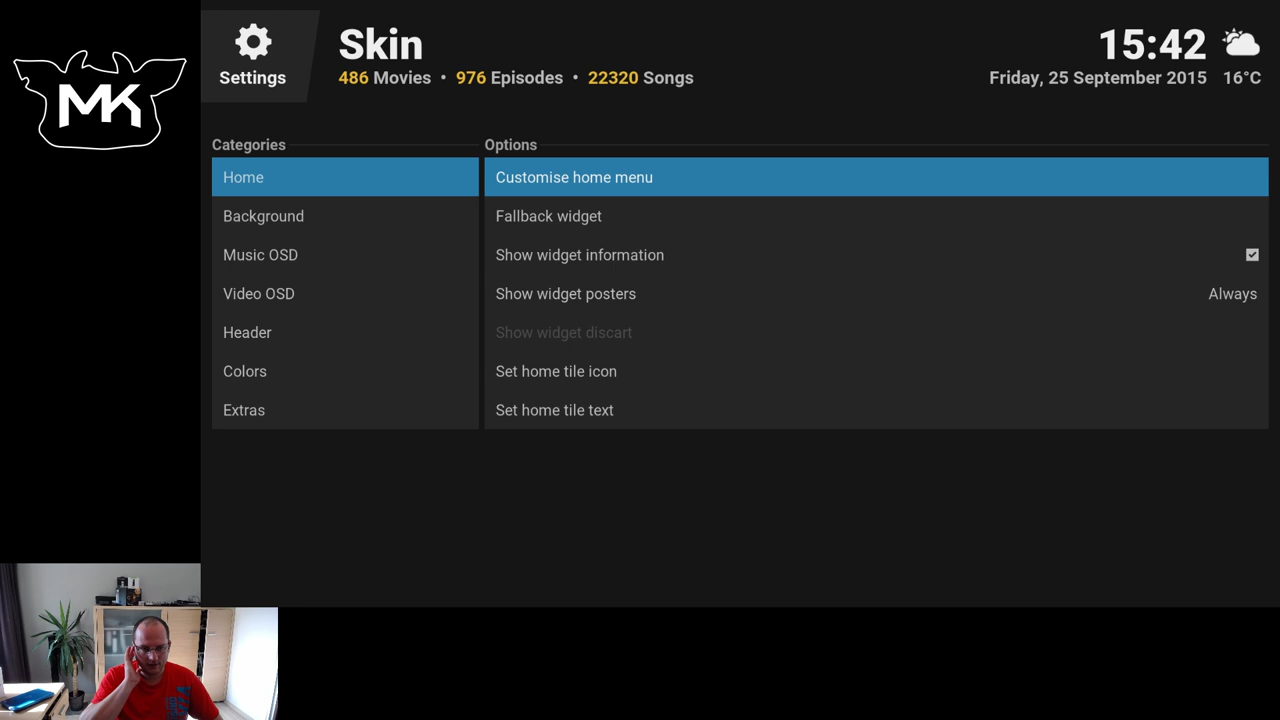 MK
Settings
Skin
486 Movies • 976 Episodes • 22320 Songs
15:42
Friday, 25 September 2015 16°C
Categories
Home
Background
Music OSD
Video OSD
Header
Colors
Extras
Options
Customise home menu
Fallback widget
Show widget information
Show widget posters Always
Show widget discart
Set home tile icon
Set home tile text